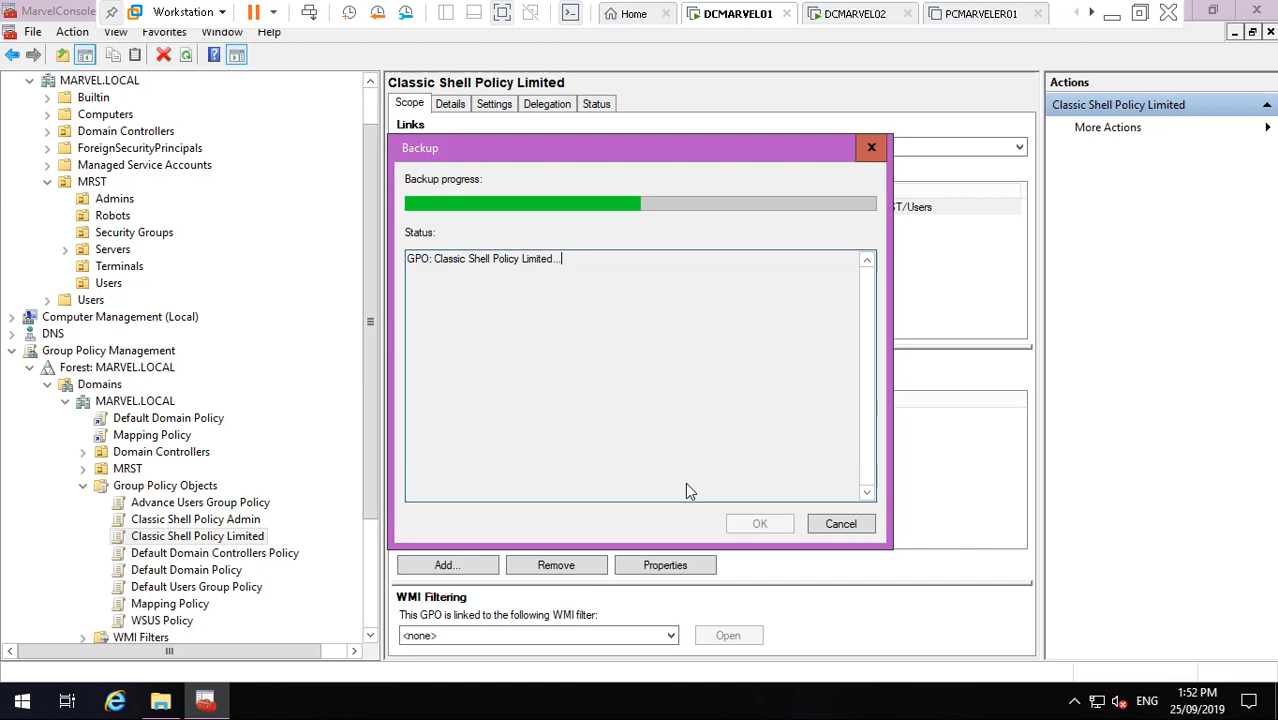 MarvelConsole
Workstation
Home
DCMARVEL01
DCMARVEL02
PCMARVELER01
File
Action
View
Favorites
Window
Help
MARVEL.LOCAL
Builtin
Computers
Domain Controllers
ForeignSecurityPrincipals
Managed Service Accounts
MRST
Admins
Robots
Security Groups
Servers
Terminals
Users
Users
Computer Management (Local)
DNS
Group Policy Management
Forest: MARVEL.LOCAL
Domains
MARVEL.LOCAL
Default Domain Policy
Mapping Policy
Domain Controllers
MRST
Group Policy Objects
Advance Users Group Policy
Classic Shell Policy Admin
Classic Shell Policy Limited
Default Domain Controllers Policy
Default Domain Policy
Default Users Group Policy
Mapping Policy
WSUS Policy
WMI Filters
Classic Shell Policy Limited
Scope
Details
Settings
Delegation
Status
Links
Backup
Backup progress:
Status:
GPO: Classic Shell Policy Limited...
OK
Cancel
ST/Users
Add...
Remove
Properties
WMI Filtering
This GPO is linked to the following WMI filter:
<none>
Open
Actions
Classic Shell Policy Limited
More Actions
ENG
1:52 PM
25/09/2019